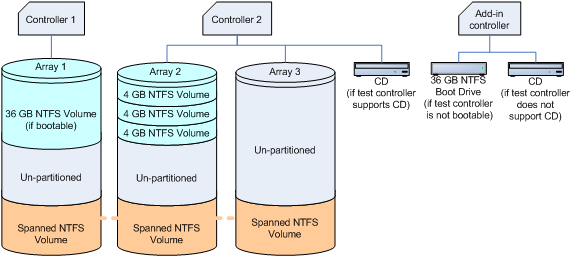 Controller 1
Controller 2
Add-in
controller
Array 1
36 GB NTFS Volume
(if bootable)
Un-partitioned
Spanned NTFS
Volume
Array 2
4 GB NTFS Volume
4 GB NTFS Volume
4 GB NTFS Volume
Un-partitioned
Spanned NTFS
Volume
Array 3
Un-partitioned
Spanned NTFS
Volume
CD
(if test controller
supports CD)
36 GB NTFS
Boot Drive
(if test controller
is not bootable)
CD
(if test controller
does not
support CD)